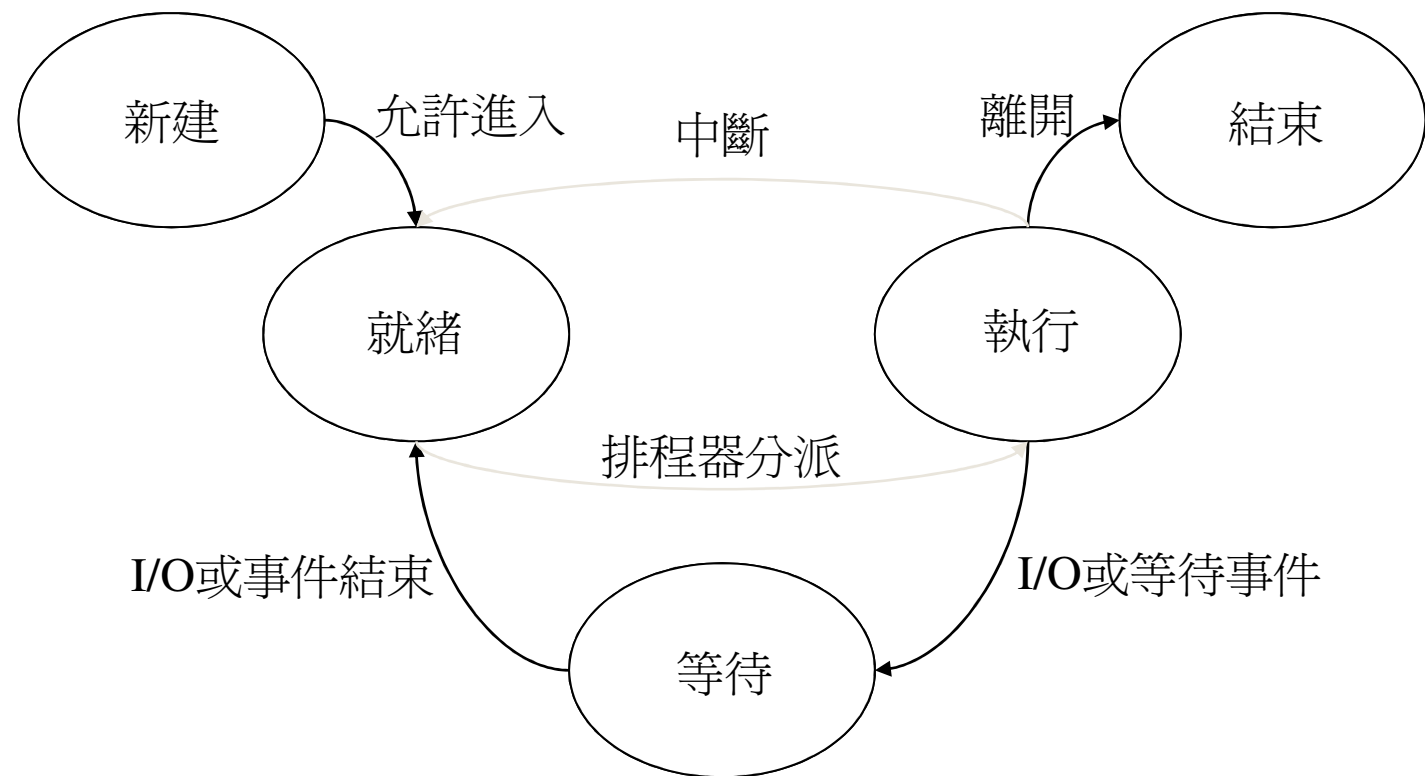 新建
允許進入
中斷
離開
結束
就緒
執行
排程器分派
I/O或事件結束
I/O或等待事件
等待